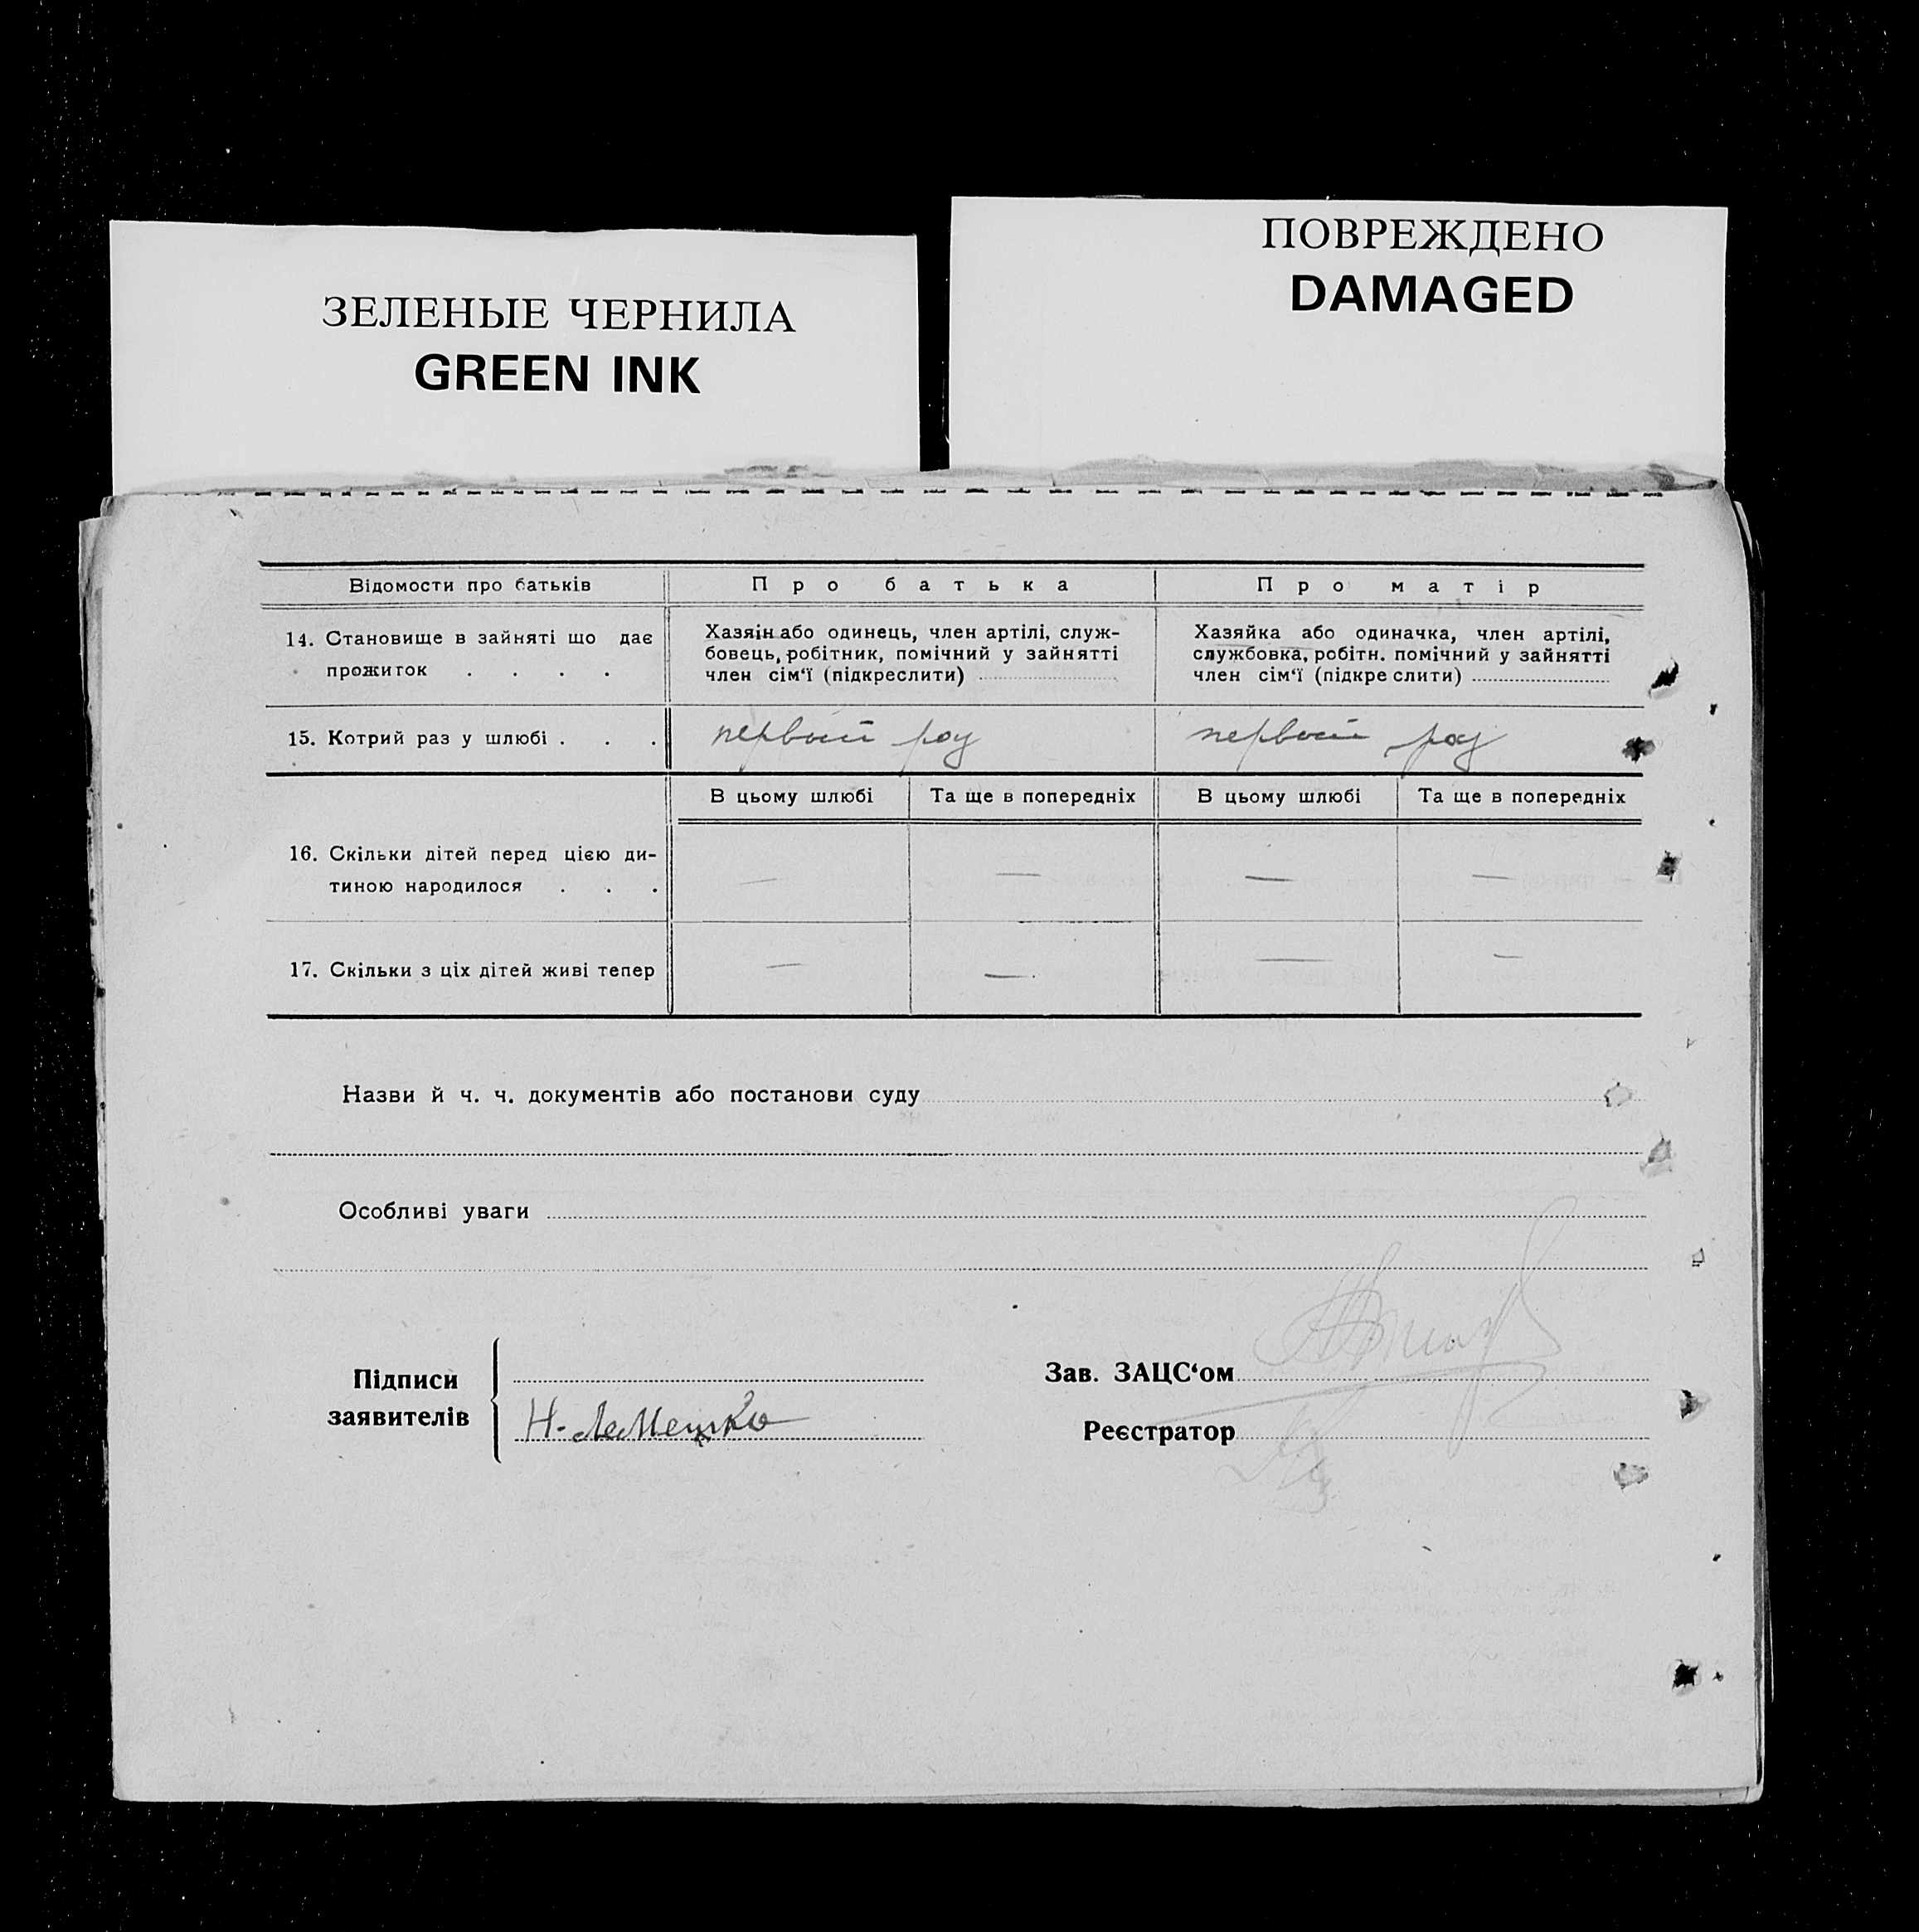 ЗЕЛЕНЫЕ ЧЕРНИЛА
GREEN INK
ПОВРЕЖДЕНО
DAMAGED
Відомости про батьків
Про батька
Про матір
14. Становище в зайняті що дає
прожиток . . . .
Хазяін або одинець, член артілі, служ-
бовець, робітник, помічний у зайнятті
член сім‘ї (підкреслити)
Хазяйка або одиначка, член артілі,
службовка, робітн. помічний у зайнятті
член сім‘ї (підкреслити)
15. Котрий раз у шлюбі . . .
первый раз
первый раз
В цьому шлюбі
Та ще в попередніх
В цьому шлюбі
Та ще в попередніх
16. Скільки дітей перед цією ди-
тиною народилося . . .
— — — —
17. Скільки з ціх дітей живі тепер
— — — —
Назви й ч. ч. документів або постанови суду
Особливі уваги
Підписи
заявителів
Н.
Зав. ЗАЦС‘ом
Реєстратор